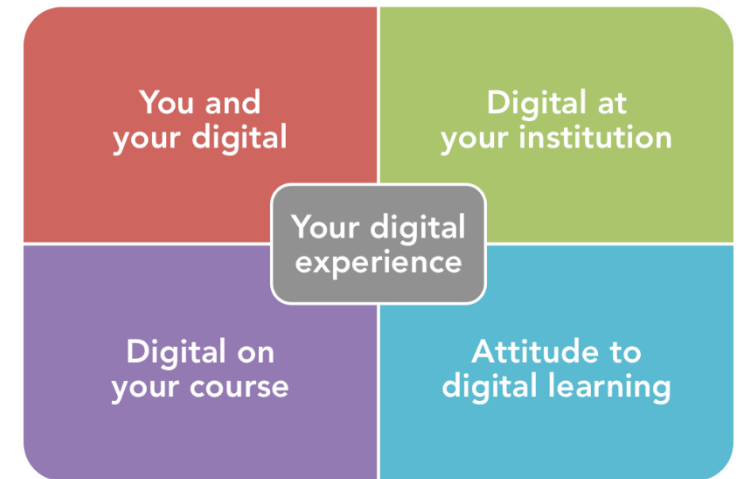 You and
your digital
Digital at
your institution
Your digital
experience
Digital on
your course
Attitude to
digital learning